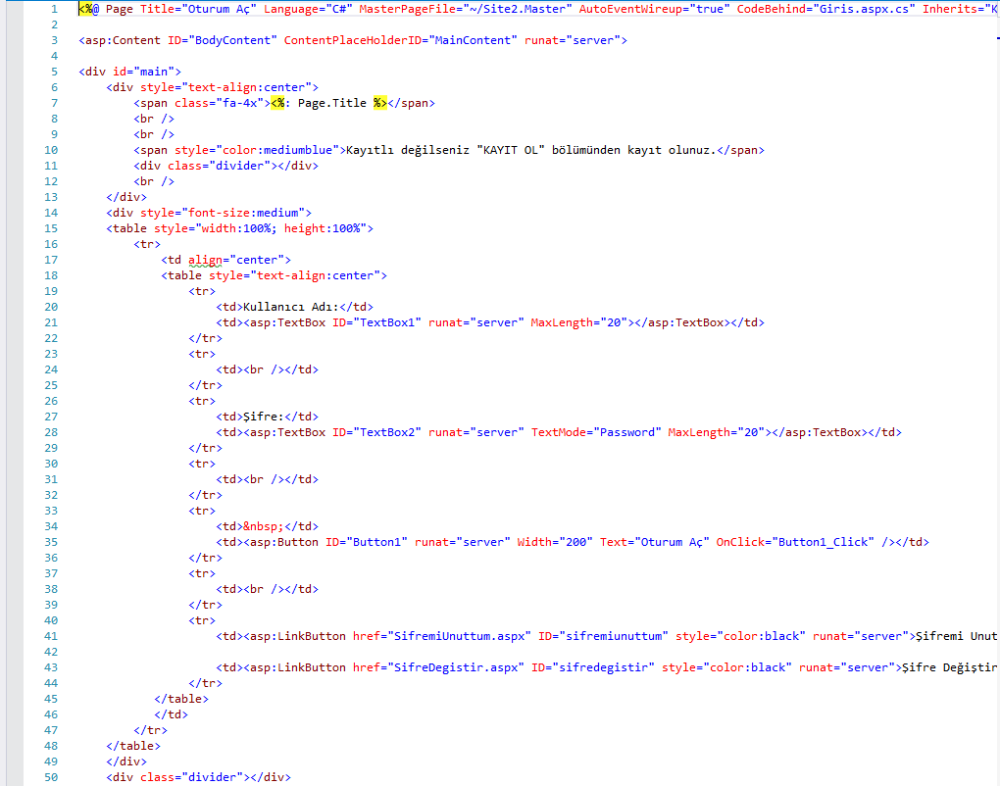 1 <%@ Page Title="Oturum Aç" Language="C#" MasterPageFile="~/Site2.Master" AutoEventWireup="true" CodeBehind="Giris.aspx.cs" Inherits="K
2
3 <asp:Content ID="BodyContent" ContentPlaceHolderID="MainContent" runat="server">
4
5 <div id="main">
6 <div style="text-align:center">
7 <span class="fa-4x"><%: Page.Title %></span>
8 <br />
9 <br />
10 <span style="color:mediumblue">Kayıtlı değilseniz "KAYIT OL" bölümünden kayıt olunuz.</span>
11 <div class="divider"></div>
12 <br />
13 </div>
14 <div style="font-size:medium">
15 <table style="width:100%; height:100%">
16 <tr>
17 <td align="center">
18 <table style="text-align:center">
19 <tr>
20 <td>Kullanıcı Adı:</td>
21 <td><asp:TextBox ID="TextBox1" runat="server" MaxLength="20"></asp:TextBox></td>
22 </tr>
23 <tr>
24 <td><br /></td>
25 </tr>
26 <tr>
27 <td>Şifre:</td>
28 <td><asp:TextBox ID="TextBox2" runat="server" TextMode="Password" MaxLength="20"></asp:TextBox></td>
29 </tr>
30 <tr>
31 <td><br /></td>
32 </tr>
33 <tr>
34 <td>&nbsp;</td>
35 <td><asp:Button ID="Button1" runat="server" Width="200" Text="Oturum Aç" OnClick="Button1_Click" /></td>
36 </tr>
37 <tr>
38 <td><br /></td>
39 </tr>
40 <tr>
41 <td><asp:LinkButton href="SifremiUnuttum.aspx" ID="sifremiunuttum" style="color:black" runat="server">Şifremi Unut
42
43 <td><asp:LinkButton href="SifreDegistir.aspx" ID="sifredegistir" style="color:black" runat="server">Şifre Değiştir
44 </tr>
45 </table>
46 </td>
47 </tr>
48 </table>
49 </div>
50 <div class="divider"></div>